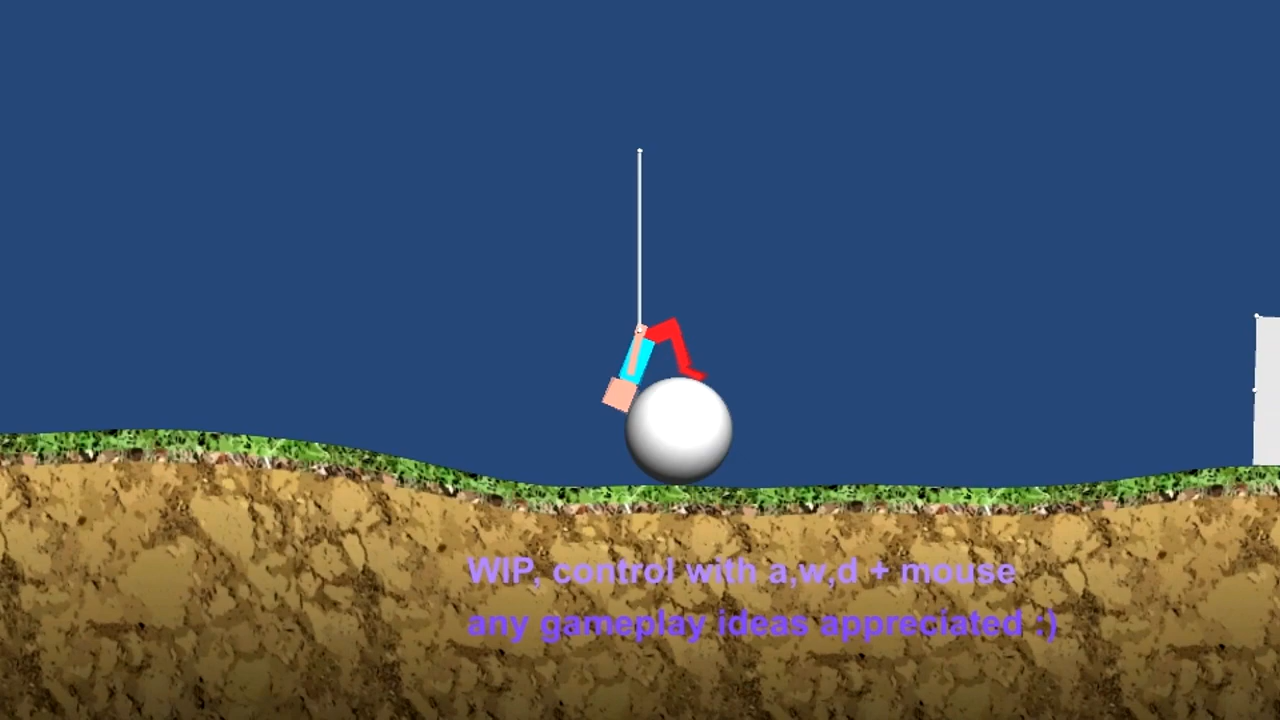 WIP, control with a,w,d + mouse
any gameplay ideas appreciated :)